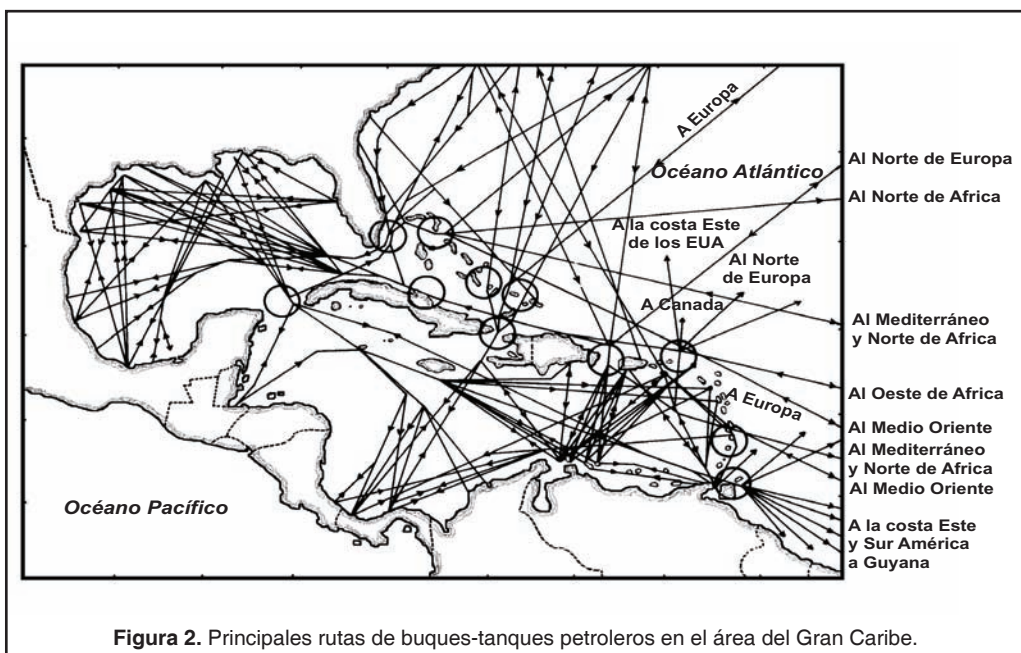 A Europa
Océano Atlántico
Al Norte de Europa
Al Norte de Africa
A la costa Este
de los EUA
Al Norte
de Europa
A Canada
Al Mediterráneo
y Norte de Africa
A Europa
Al Oeste de Africa
Al Medio Oriente
Al Mediterráneo
y Norte de Africa
Al Medio Oriente
Océano Pacífico
A la costa Este
y Sur América
a Guyana
Figura 2. Principales rutas de buques-tanques petroleros en el área del Gran Caribe.